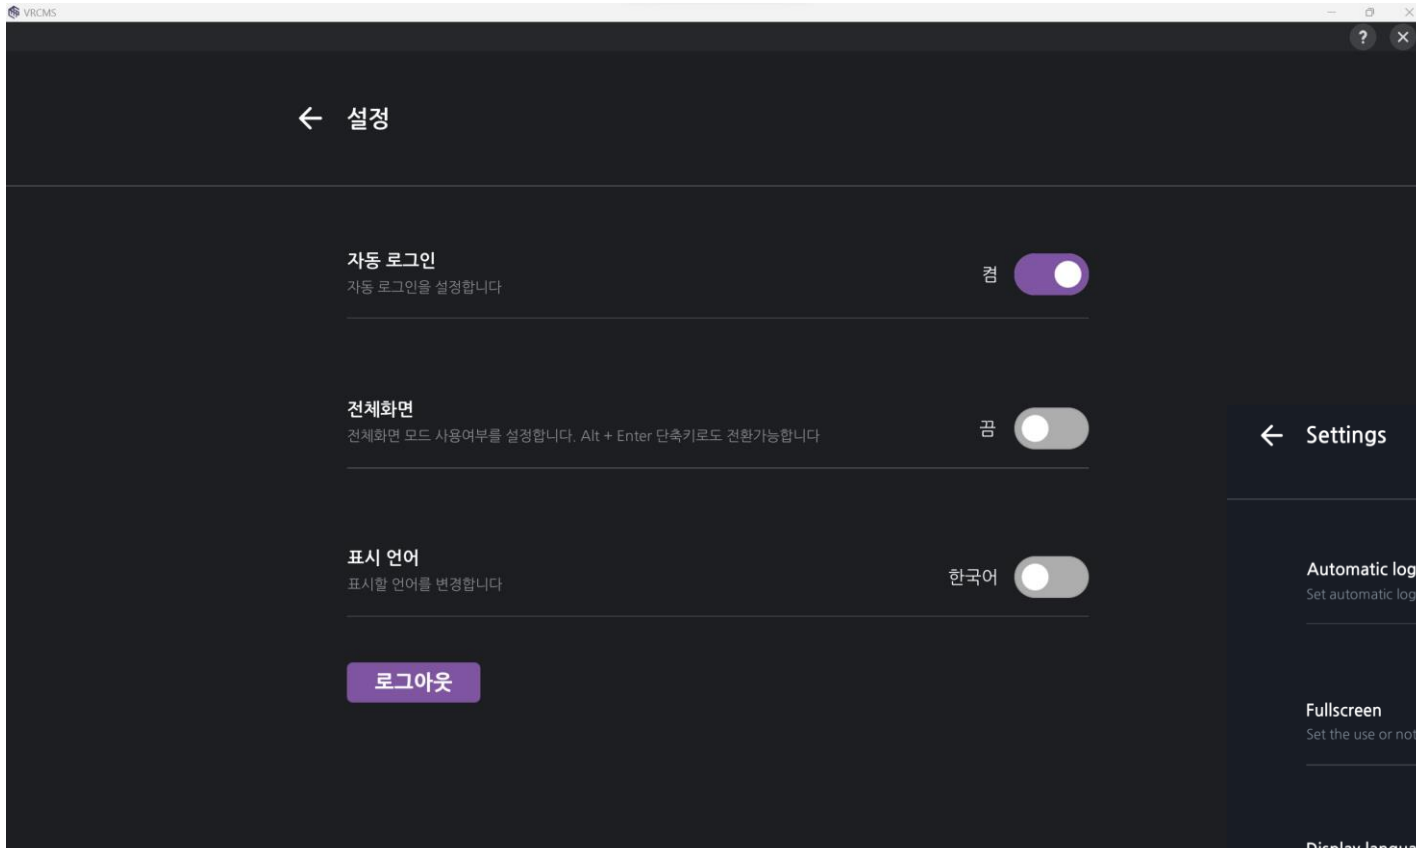 VRCMS
?
설정
자동 로그인
자동 로그인을 설정합니다
켬
전체화면
전체화면 모드 사용여부를 설정합니다. Alt + Enter 단축키로도 전환가능합니다
끔
표시 언어
표시할 언어를 변경합니다
한국어
로그아웃
Settings
Automatic log
Set automatic log
Fullscreen
Set the use or not
Display langua